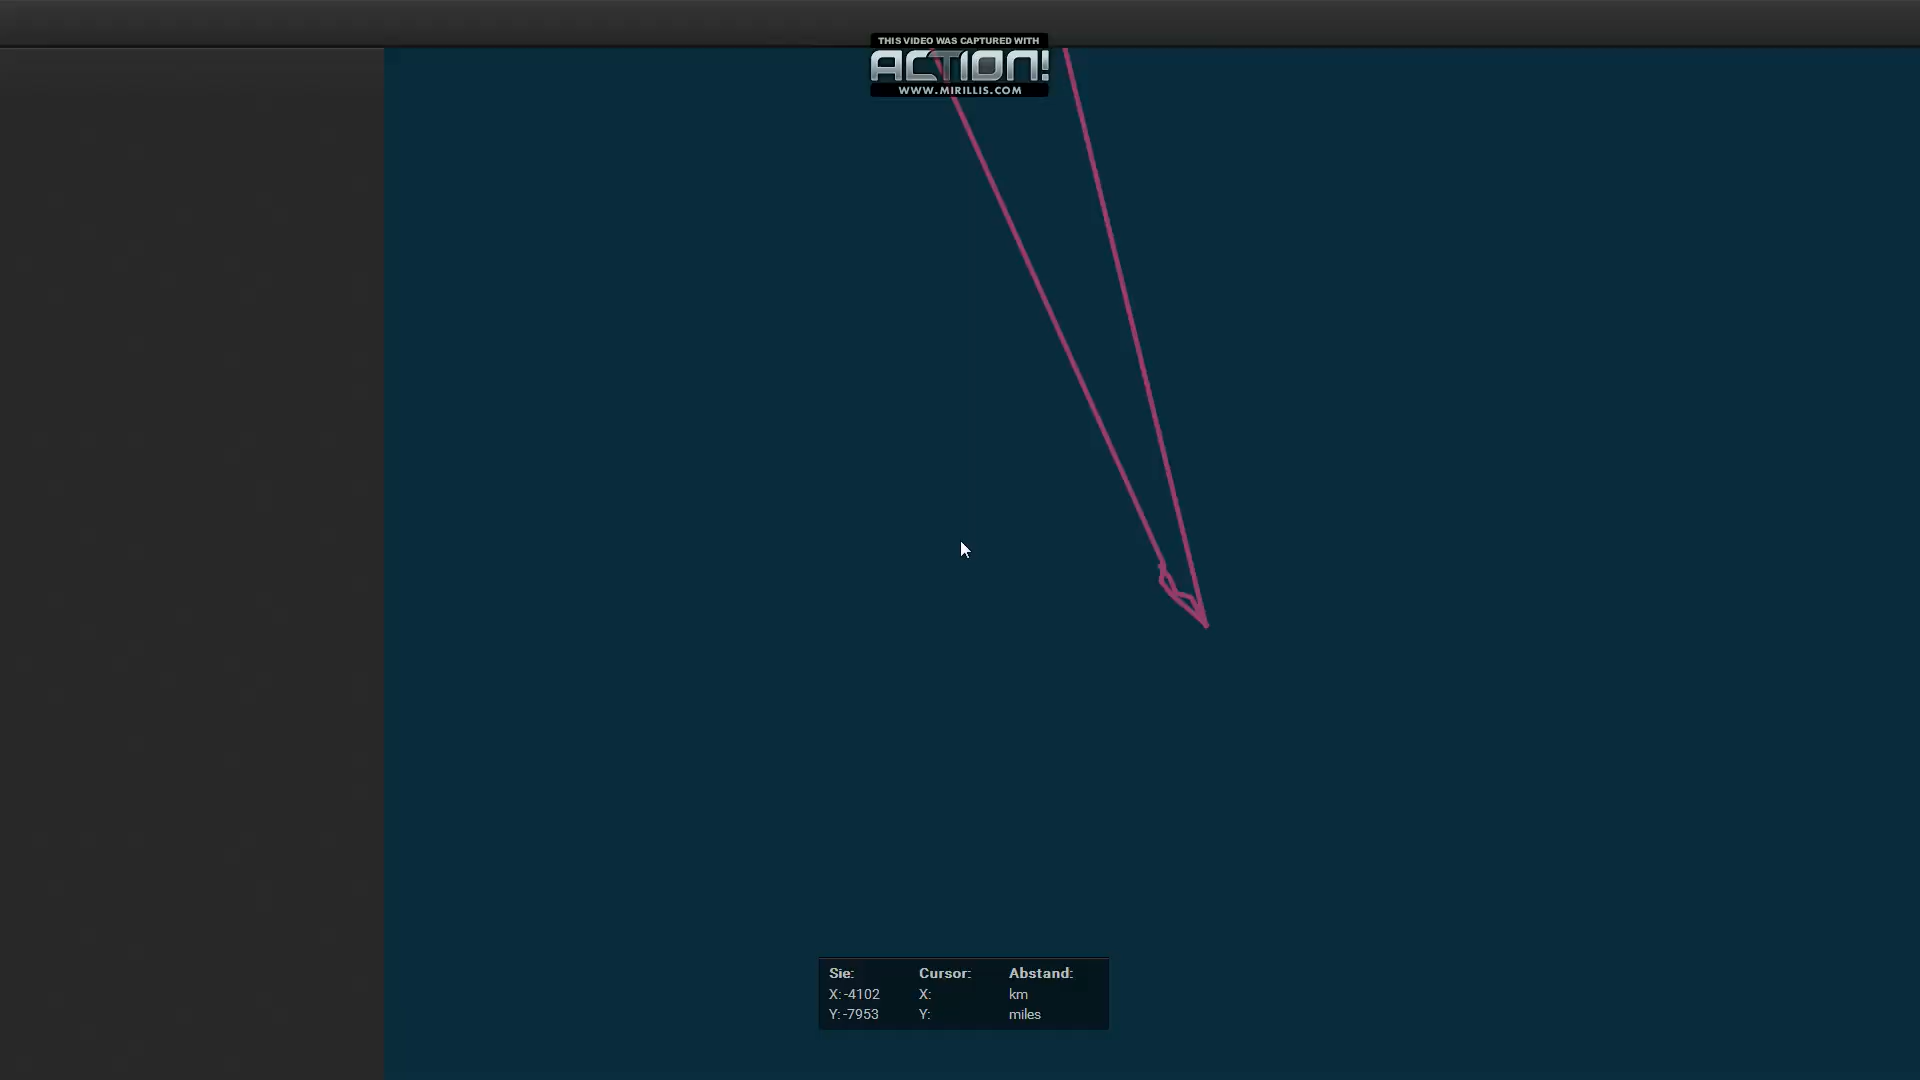 THIS VIDEO WAS CAPTURED WITH
ACTION!
WWW.MIRILLIS.COM
Sie: Cursor: Abstand:
X: -4102 X: km
Y: -7953 Y: miles